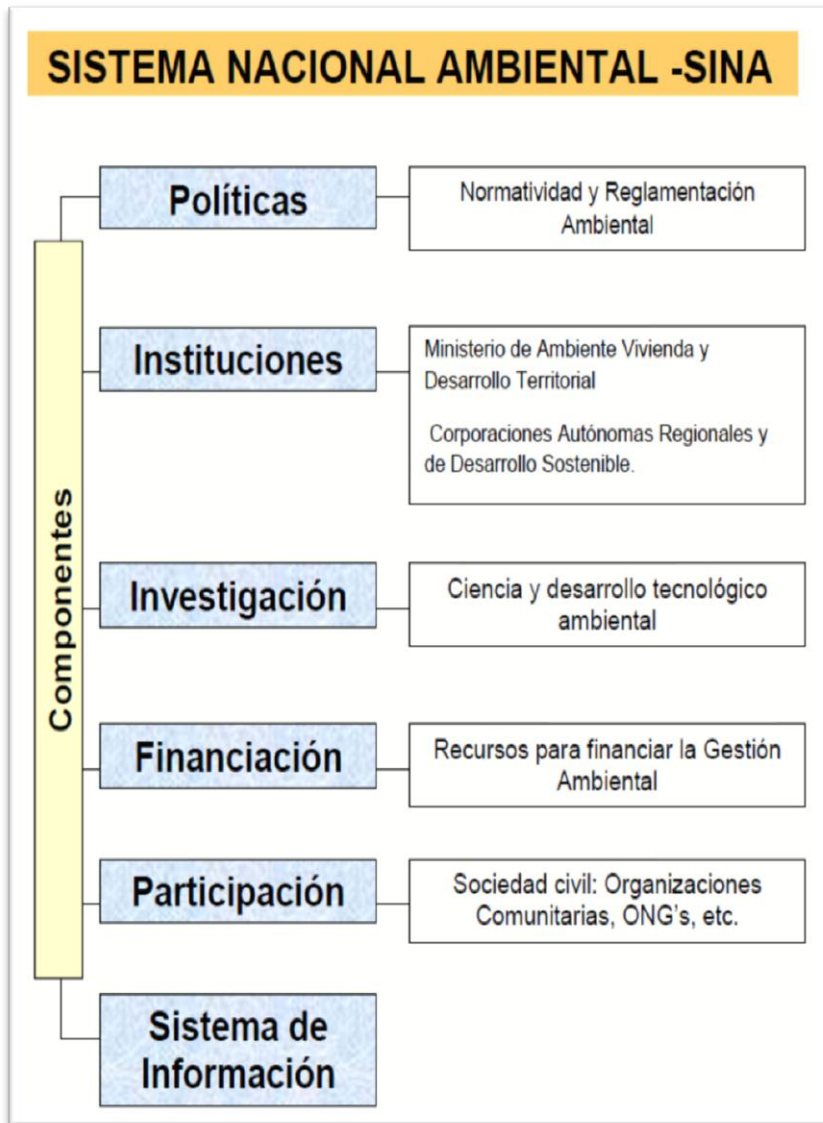 SISTEMA NACIONAL AMBIENTAL -SINA
Componentes
Políticas
Normatividad y Reglamentación
Ambiental
Instituciones
Ministerio de Ambiente Vivienda y
Desarrollo Territorial
Corporaciones Autónomas Regionales y
de Desarrollo Sostenible.
Investigación
Ciencia y desarrollo tecnológico
ambiental
Financiación
Recursos para financiar la Gestión
Ambiental
Participación
Sociedad civil: Organizaciones
Comunitarias, ONG's, etc.
Sistema de
Información